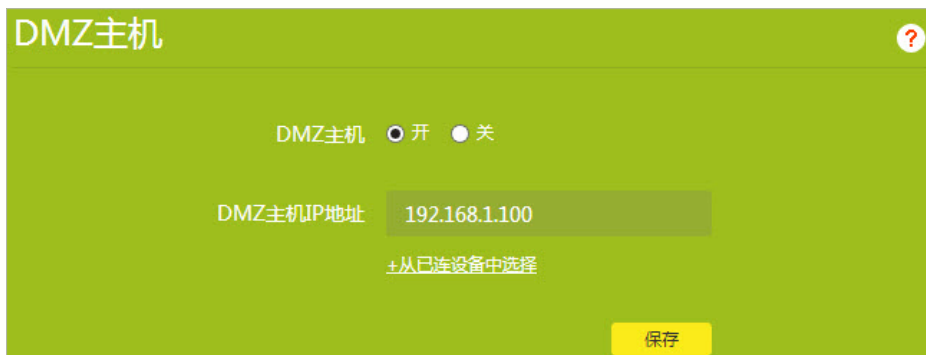 DMZ主机
?
DMZ主机 开 关
DMZ主机IP地址 192.168.1.100
+从已连设备中选择
保存